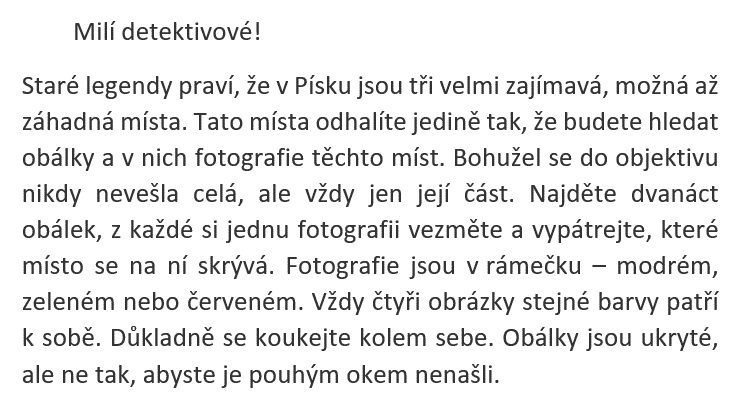 Milí detektivové!
Staré legendy praví, že v Písku jsou tři velmi zajímavá, možná až
záhadná místa. Tato místa odhalíte jedině tak, že budete hledat
obálky a v nich fotografie těchto míst. Bohužel se do objektivu
nikdy nevešla celá, ale vždy jen její část. Najděte dvanáct
obálek, z každé si jednu fotografii vezměte a vypátrejte, které
místo se na ní skrývá. Fotografie jsou v rámečku – modrém,
zeleném nebo červeném. Vždy čtyři obrázky stejné barvy patří
k sobě. Důkladně se koukejte kolem sebe. Obálky jsou ukryté,
ale ne tak, abyste je pouhým okem nenašli.